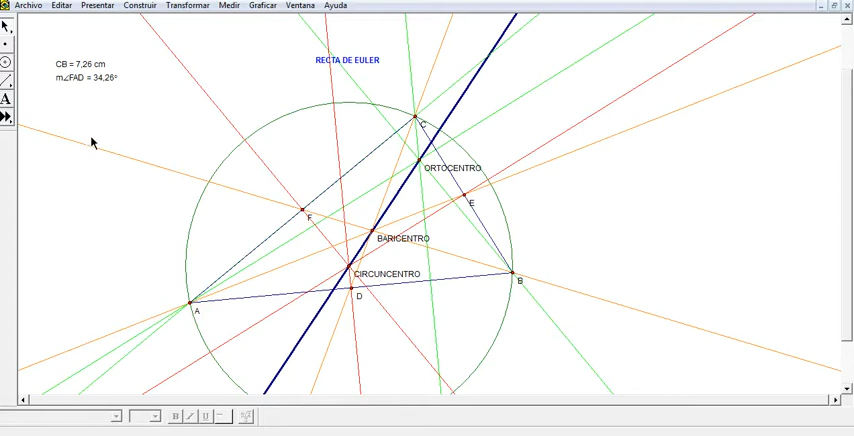 Archivo Editar Presentar Construir Transformar Medir Graficar Ventana Ayuda
RECTA DE EULER
CB = 7,26 cm
m∠FAD = 34,26°
C
ORTOCENTRO
E
F
BARICENTRO
CIRCUNCENTRO
B
D
A
A
B I U